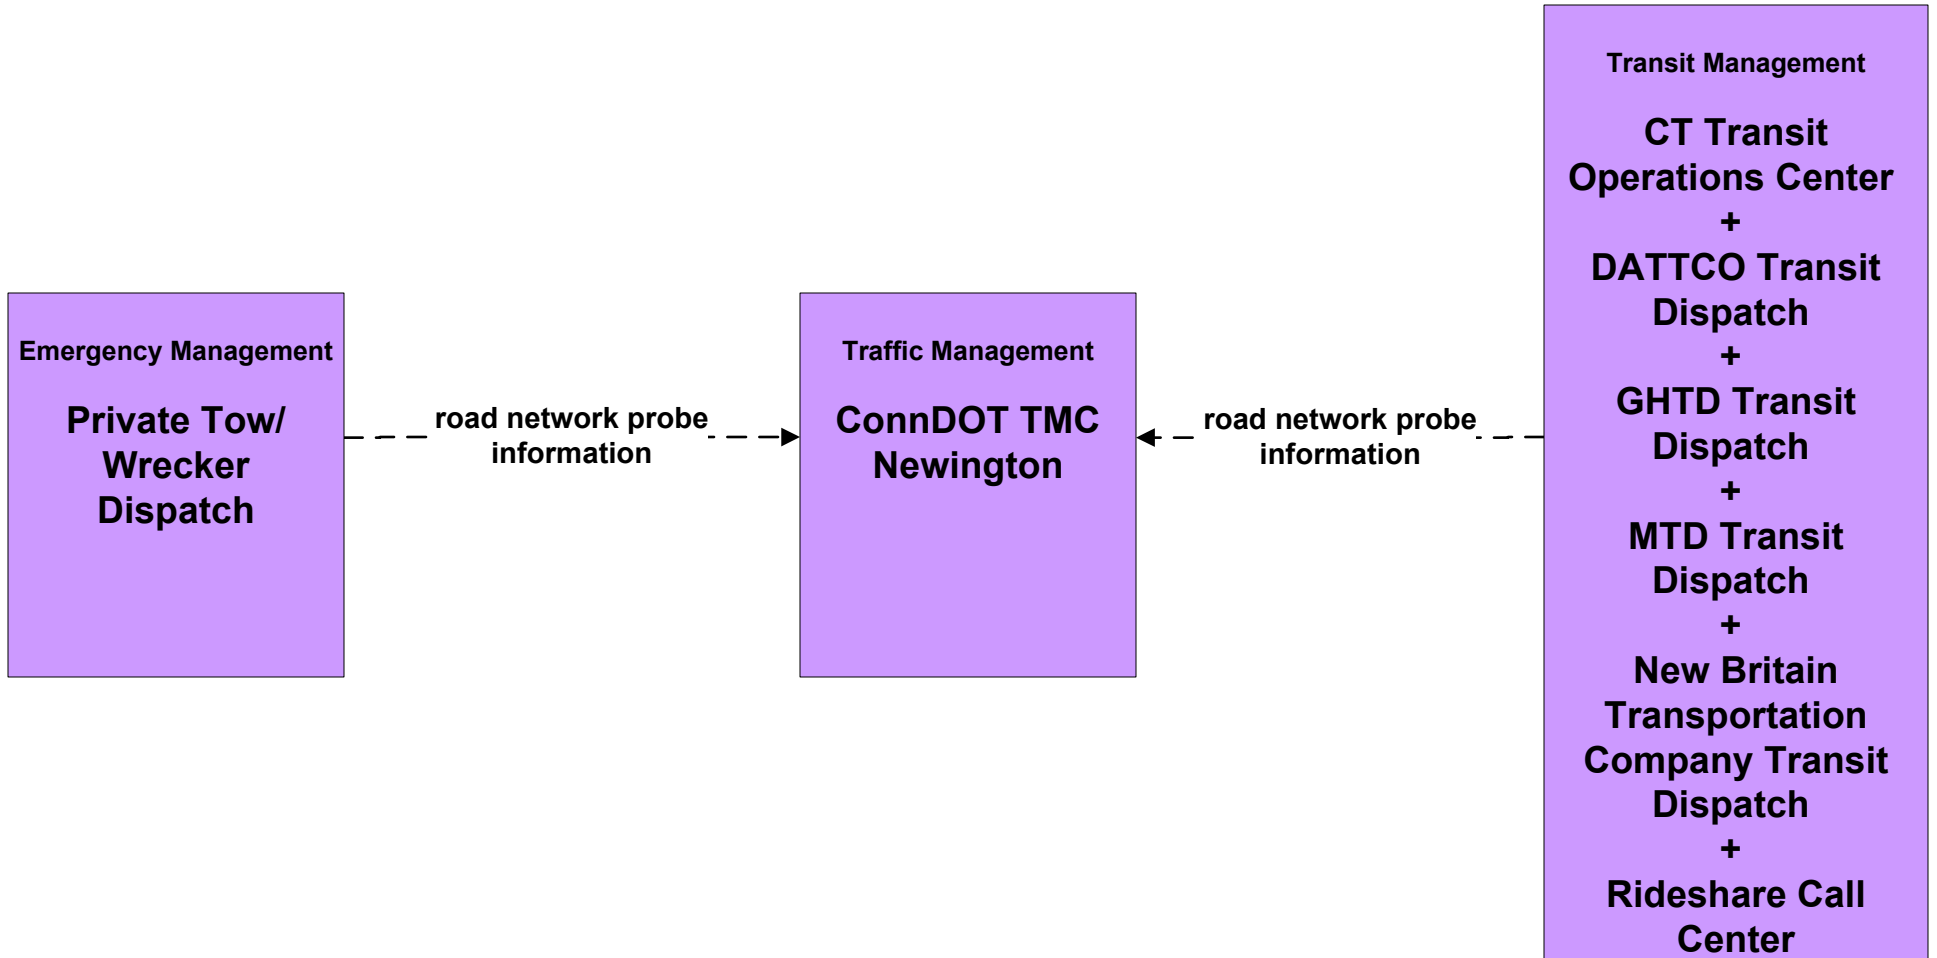 Emergency Management
Private Tow/
Wrecker
Dispatch
road network probe
information
Traffic Management
ConnDOT TMC
Newington
road network probe
information
Transit Management
CT Transit
Operations Center
+
DATTCO Transit
Dispatch
+
GHTD Transit
Dispatch
+
MTD Transit
Dispatch
+
New Britain
Transportation
Company Transit
Dispatch
+
Rideshare Call
Center